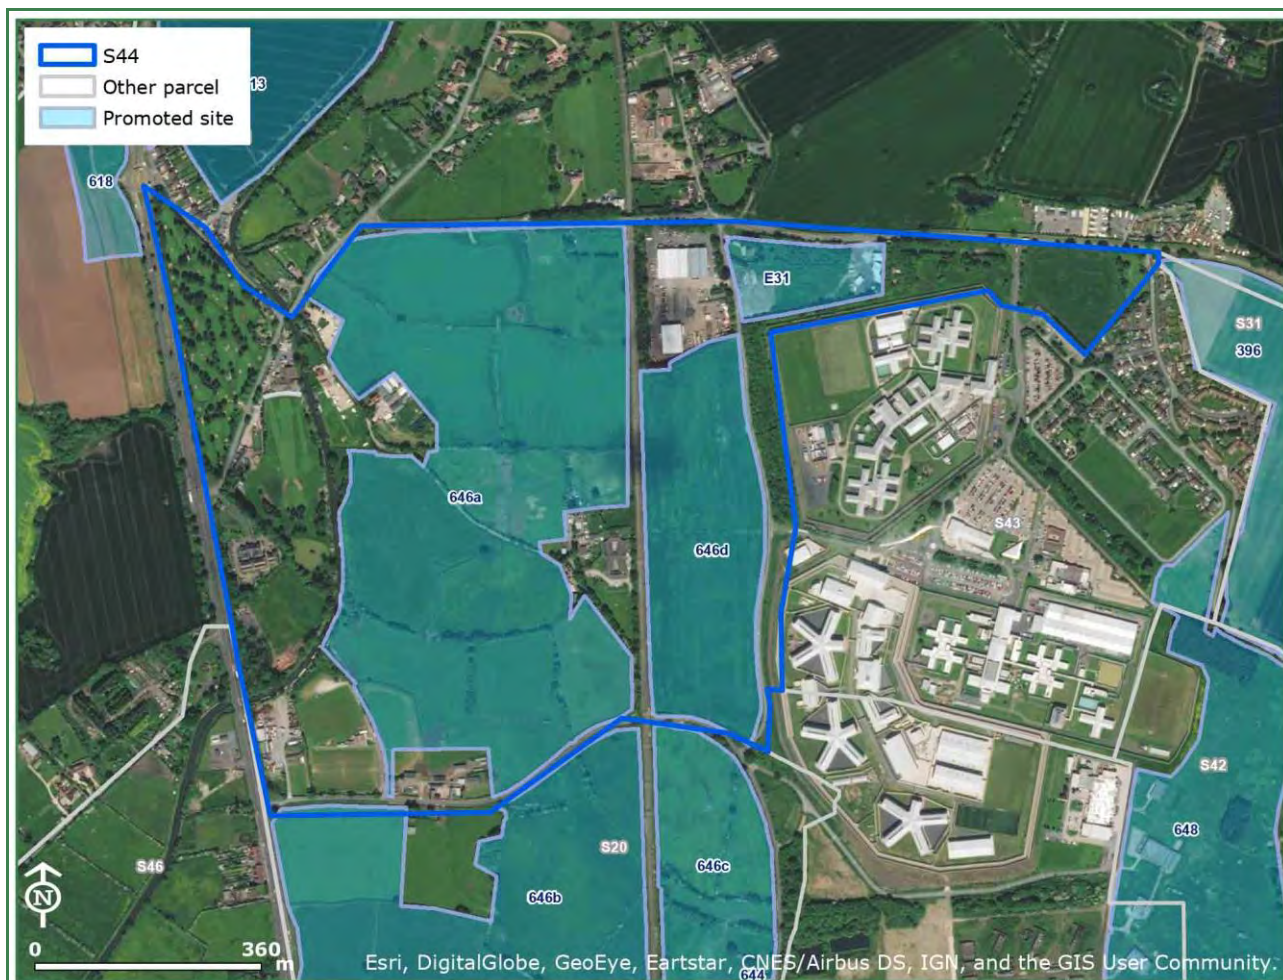 S44
Other parcel
Promoted site
13
618
E31
S31
396
646a
646d
S43
S42
648
S46
S20
646b
646c
644
N
0 360
m
Esri, DigitalGlobe, GeoEye, Eartstar, CNES/Airbus DS, IGN, and the GIS User Community